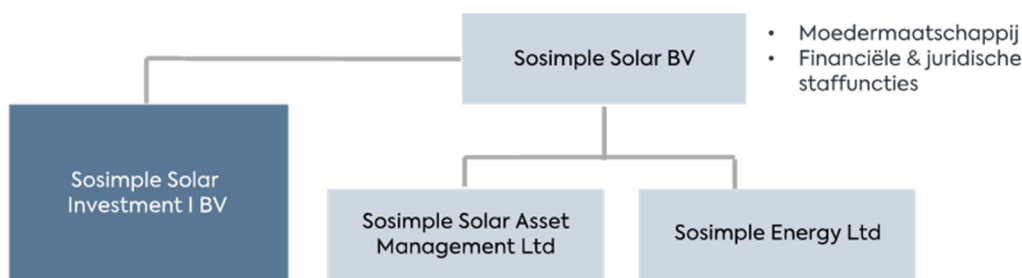 Sosimple Solar BV
• Moedermaatschappij
• Financiële & juridische
staffuncties
Sosimple Solar
Investment I BV
Sosimple Solar Asset
Management Ltd
Sosimple Energy Ltd